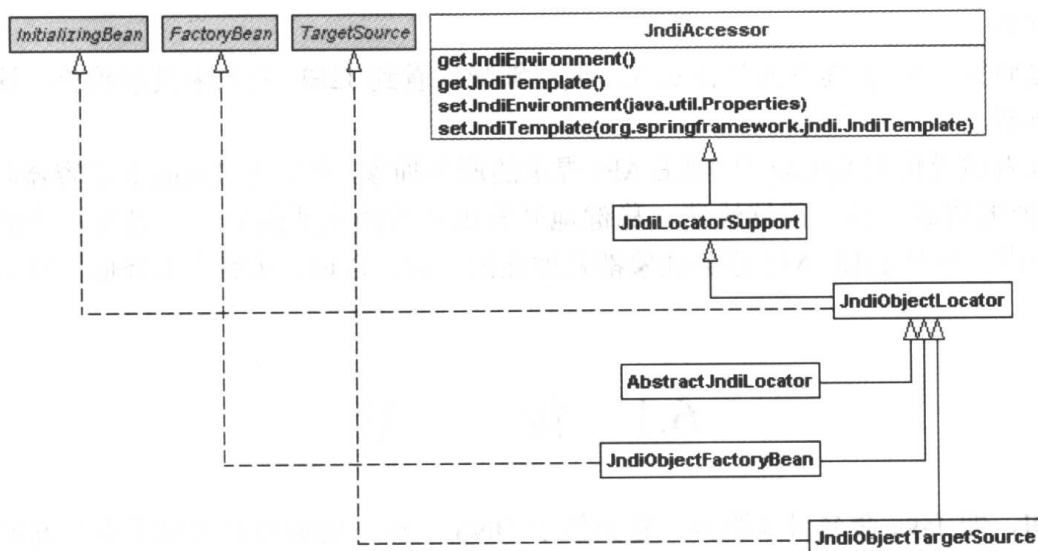 InitializingBean
FactoryBean
TargetSource
JndiAccessor
getJndiEnvironment()
getJndiTemplate()
setJndiEnvironment(java.util.Properties)
setJndiTemplate(org.springframework.jndi.JndiTemplate)
JndiLocatorSupport
JndiObjectLocator
AbstractJndiLocator
JndiObjectFactoryBean
JndiObjectTargetSource